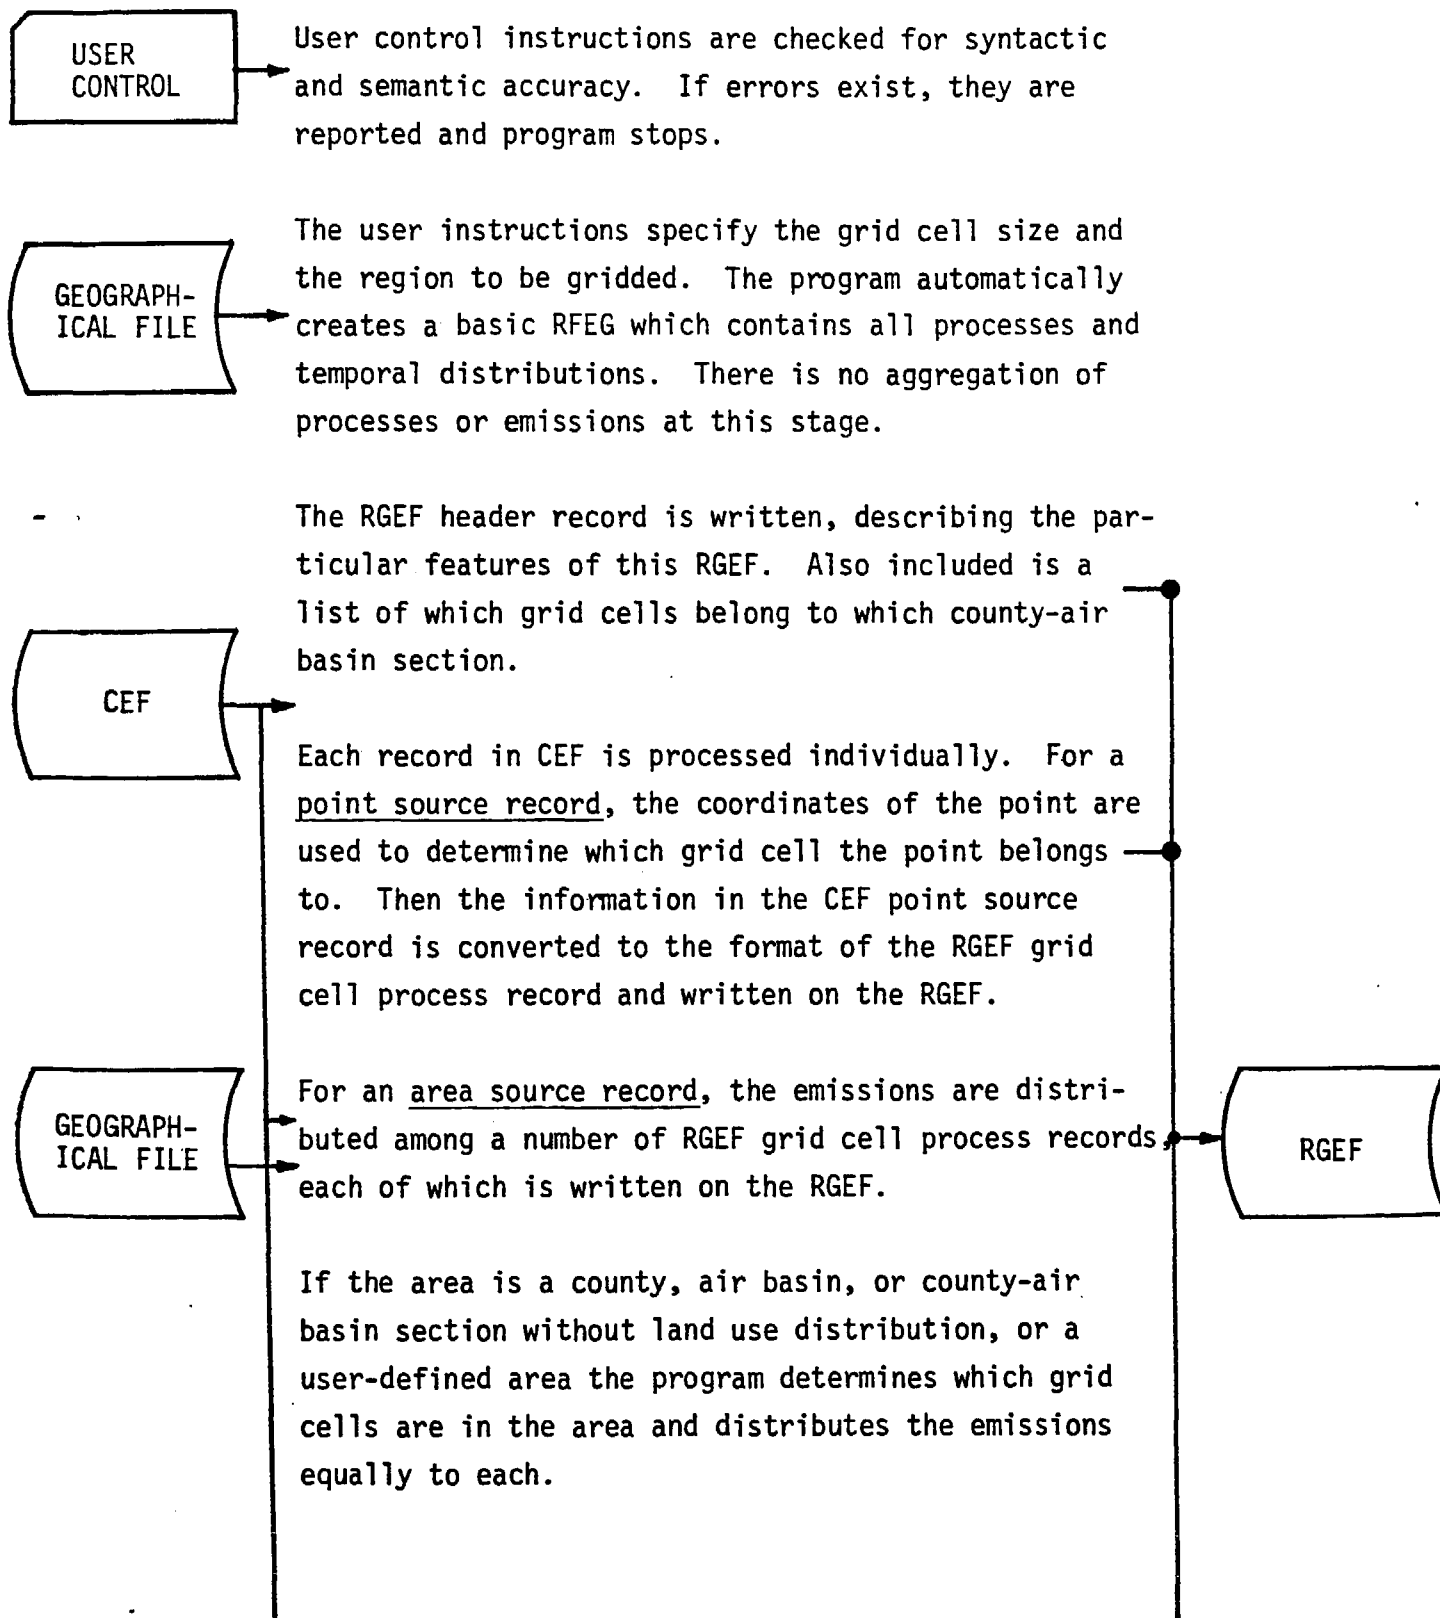 USER
CONTROL
User control instructions are checked for syntactic
and semantic accuracy. If errors exist, they are
reported and program stops.
GEOGRAPH-
ICAL FILE
The user instructions specify the grid cell size and
the region to be gridded. The program automatically
creates a basic RFEG which contains all processes and
temporal distributions. There is no aggregation of
processes or emissions at this stage.
The RGEF header record is written, describing the par-
ticular features of this RGEF. Also included is a
list of which grid cells belong to which county-air
basin section.
CEF
Each record in CEF is processed individually. For a
point source record, the coordinates of the point are
used to determine which grid cell the point belongs
to. Then the information in the CEF point source
record is converted to the format of the RGEF grid
cell process record and written on the RGEF.
GEOGRAPH-
ICAL FILE
For an area source record, the emissions are distri-
buted among a number of RGEF grid cell process records,
each of which is written on the RGEF.
RGEF
If the area is a county, air basin, or county-air
basin section without land use distribution, or a
user-defined area the program determines which grid
cells are in the area and distributes the emissions
equally to each.